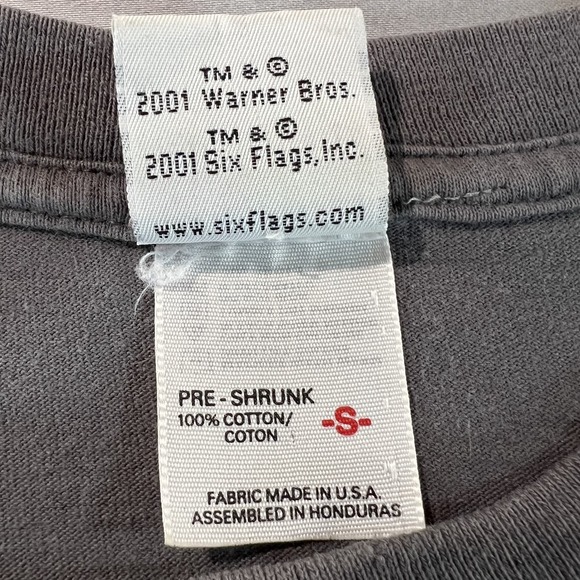 TM & ©
2001 Warner Bros.
TM & ©
2001 Six Flags, Inc.
www.sixflags.com
PRE - SHRUNK
100% COTTON/
COTON
-S-
FABRIC MADE IN U.S.A.
ASSEMBLED IN HONDURAS